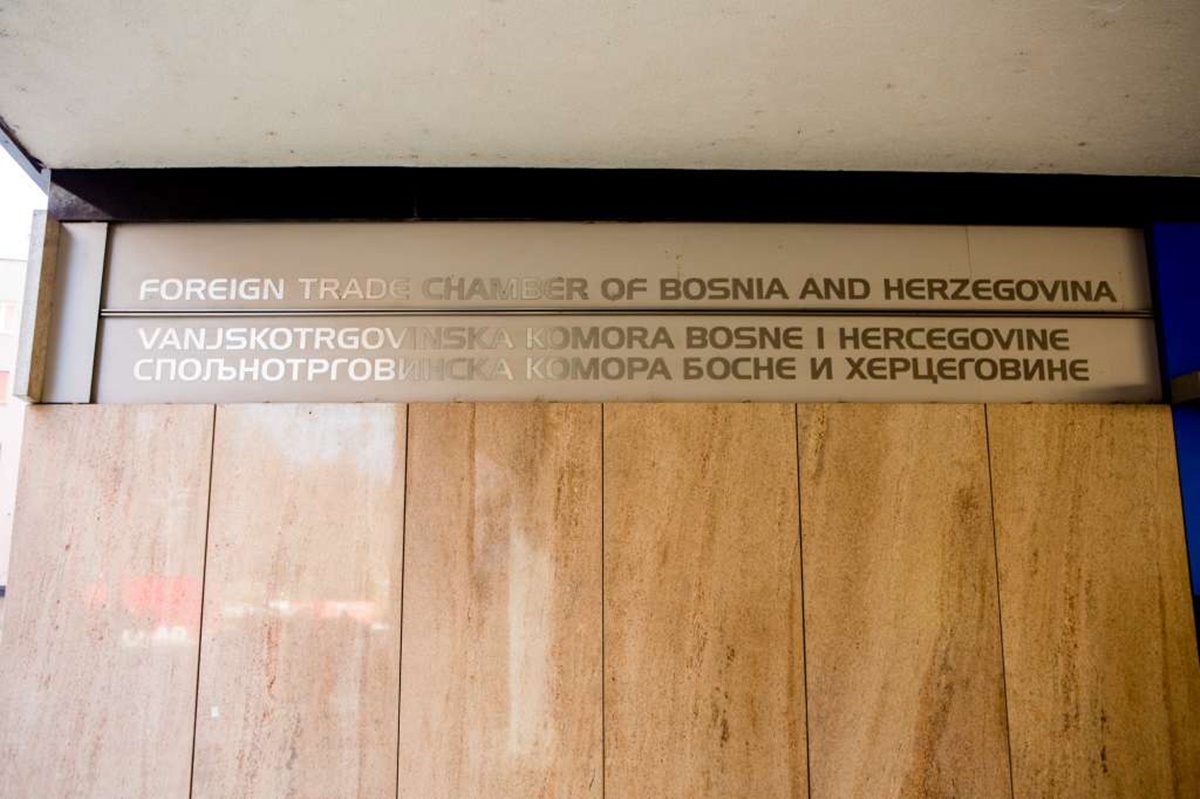 FOREIGN TRADE CHAMBER OF BOSNIA AND HERZEGOVINA
VANJSKOTRGOVINSKA KOMORA BOSNE I HERCEGOVINE
СПОЉНОТРГОВИНСКА КОМОРА БОСНЕ И ХЕРЦЕГОВИНЕ